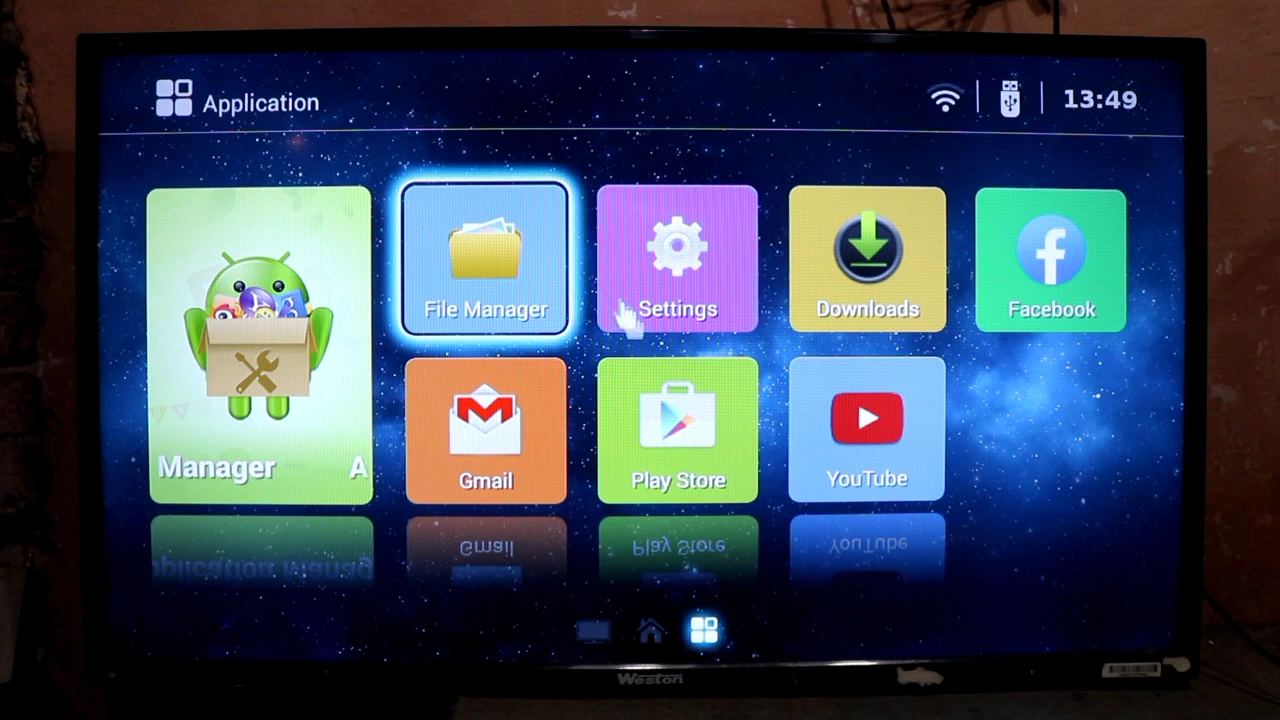 Application
13:49
File Manager
Settings
Downloads
Facebook
Manager A
Gmail
Play Store
YouTube
Weston